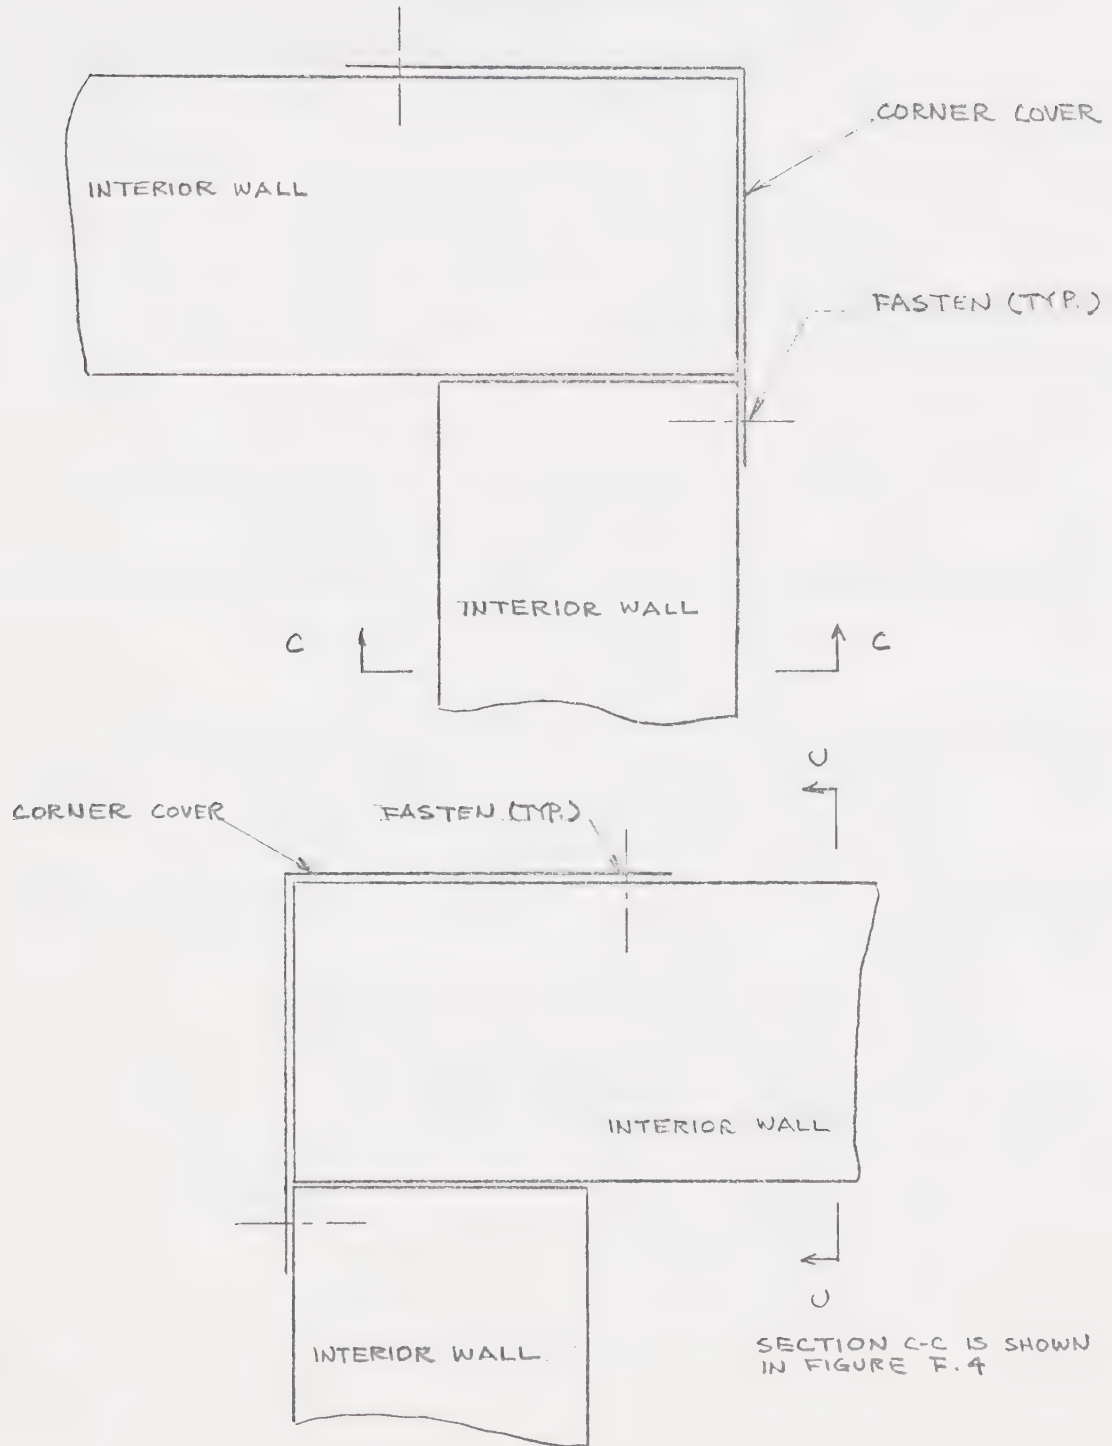 CORNER COVER
INTERIOR WALL
FASTEN (TYP.)
INTERIOR WALL
C C
C
CORNER COVER FASTEN (TYP.)
INTERIOR WALL
C
INTERIOR WALL
SECTION C-C IS SHOWN
IN FIGURE F.4